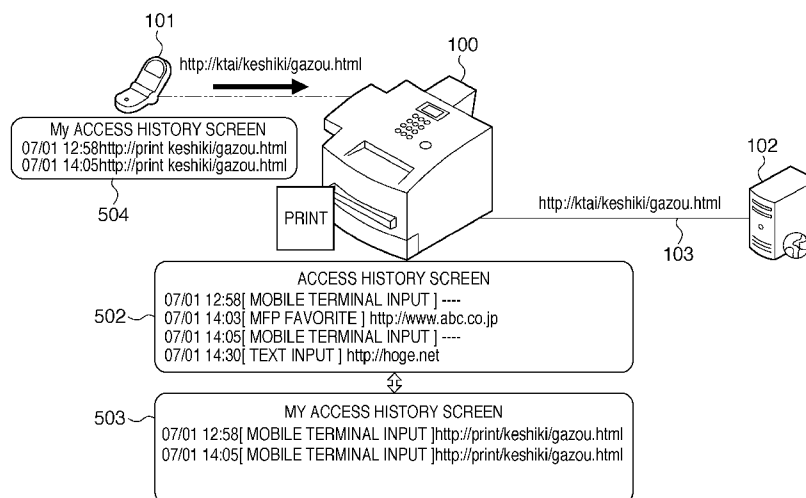 101
http://ktai/keshiki/gazou.html
100
My ACCESS HISTORY SCREEN
07/01 12:58http://print keshiki/gazou.html
07/01 14:05http://print keshiki/gazou.html
504
PRINT
102
http://ktai/keshiki/gazou.html
103
ACCESS HISTORY SCREEN
502
07/01 12:58[ MOBILE TERMINAL INPUT ] ----
07/01 14:03[ MFP FAVORITE ] http://www.abc.co.jp
07/01 14:05[ MOBILE TERMINAL INPUT ] ----
07/01 14:30[ TEXT INPUT ] http://hoge.net
503
MY ACCESS HISTORY SCREEN
07/01 12:58[ MOBILE TERMINAL INPUT ]http://print/keshiki/gazou.html
07/01 14:05[ MOBILE TERMINAL INPUT ]http://print/keshiki/gazou.html